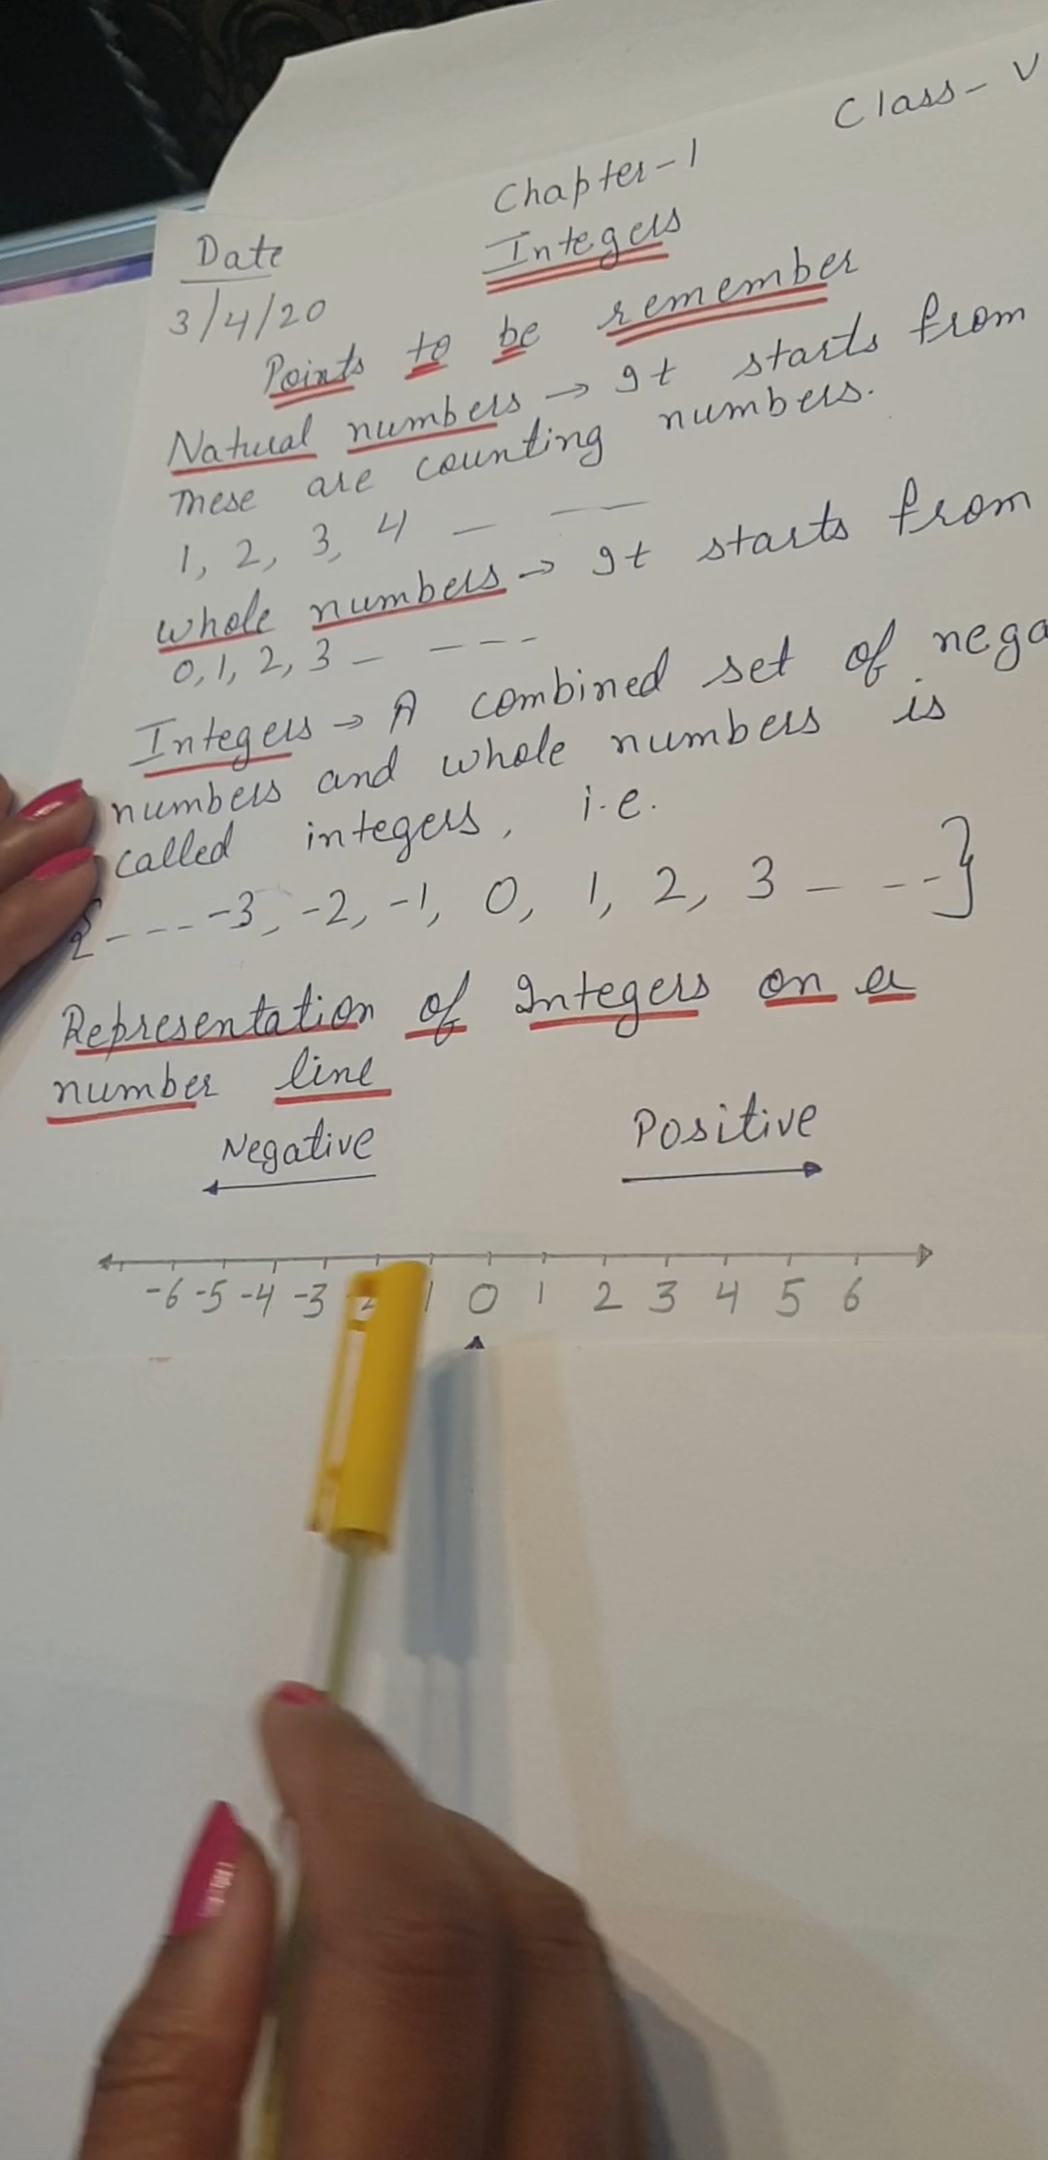 Class- V
Chapter-1
Integers
Date
3/4/20
Points to be remember
Natural numbers → It starts from
These are counting numbers.
1, 2, 3, 4 — ——
Whole numbers → It starts from
0, 1, 2, 3 - ----
Integers → A combined set of nega
numbers and whole numbers is
called integers, i.e.
{ ---- -3, -2, -1, 0, 1, 2, 3 - - -- }
Representation of Integers on a
number line
Negative Positive
-6 -5 -4 -3 2 1 0 1 2 3 4 5 6